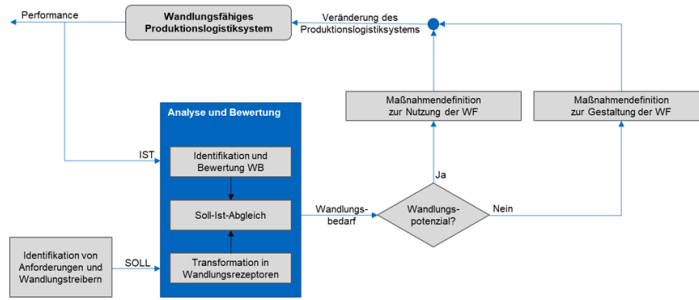 Performance
Wandlungsfähiges
Produktionslogistiksystem
Veränderung des
Produktionslogistiksystems
Maßnahmendefinition
zur Nutzung der WF
Maßnahmendefinition
zur Gestaltung der WF
Analyse und Bewertung
IST
Identifikation und
Bewertung WB
Ja
Soll-Ist-Abgleich
Wandlungs-
bedarf
Wandlungs-
potenzial?
Nein
Identifikation von
Anforderungen und
Wandlungstreibern
SOLL
Transformation in
Wandlungsrezeptoren